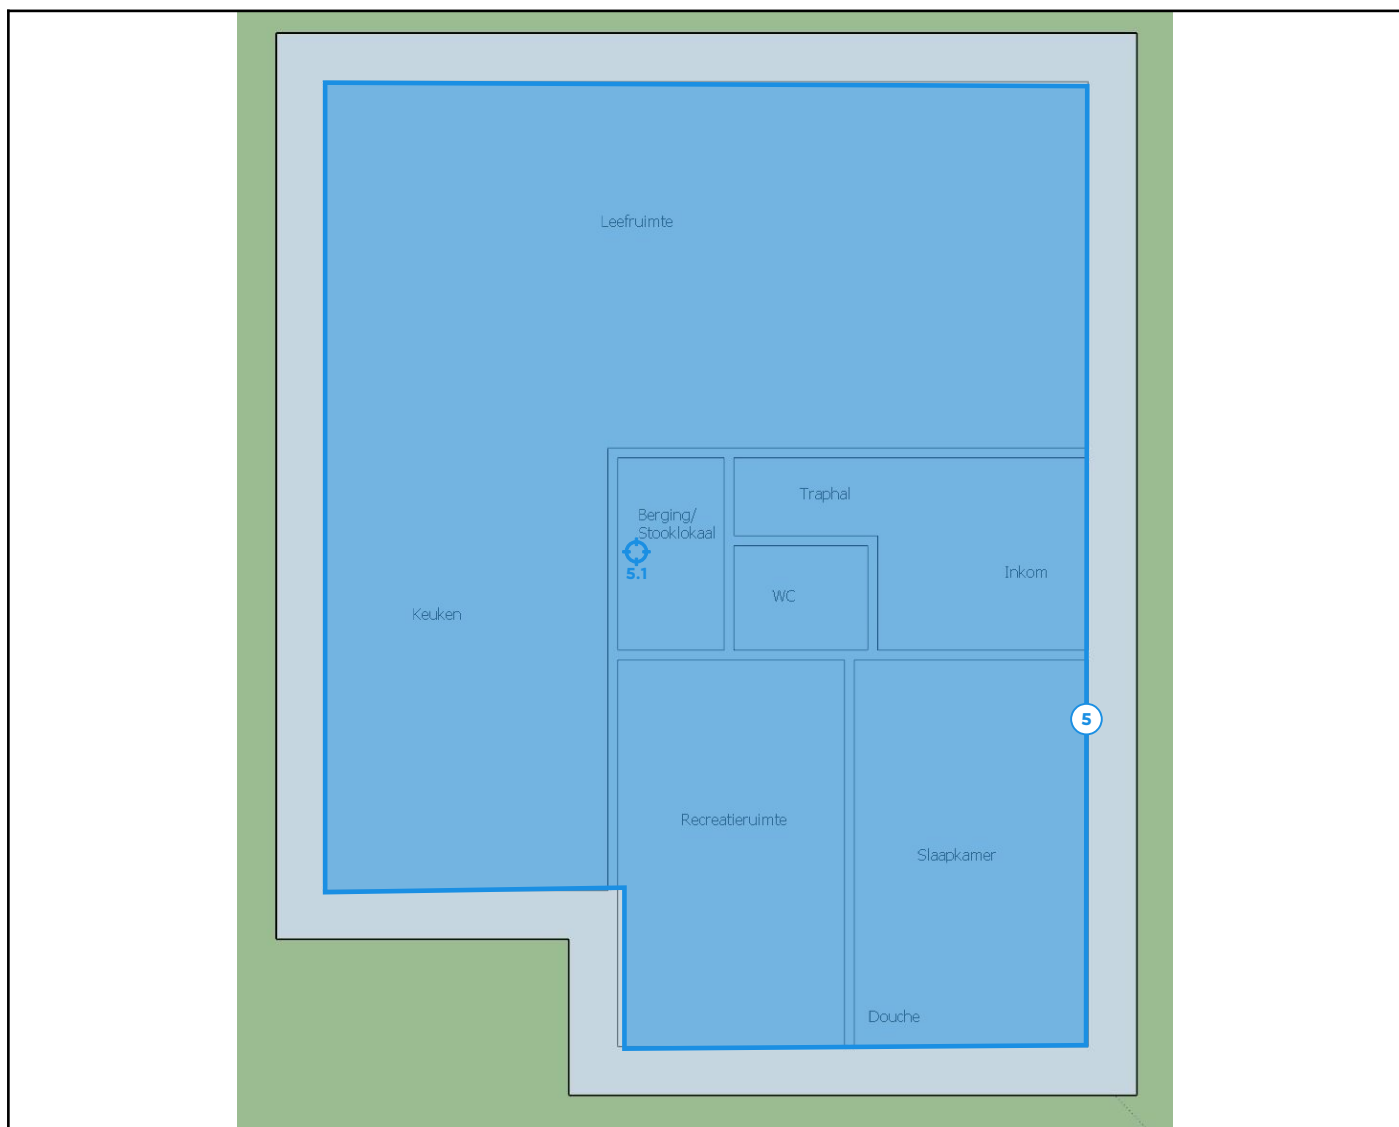 Leefruimte
Traphal
Berging/
Stooklokaal
5.1
Inkom
WC
Keuken
5
Recreatieruimte
Slaapkamer
Douche